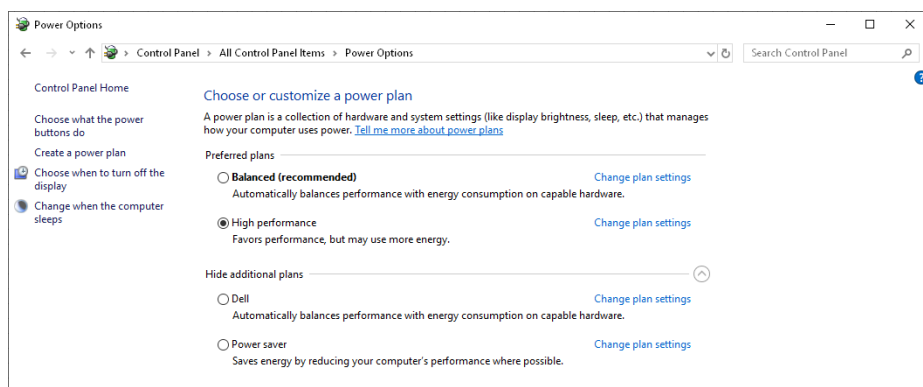 Power Options
Control Panel > All Control Panel Items > Power Options
Search Control Panel
Control Panel Home
Choose what the power
buttons do
Create a power plan
Choose when to turn off the
display
Change when the computer
sleeps
Choose or customize a power plan
A power plan is a collection of hardware and system settings (like display brightness, sleep, etc.) that manages
how your computer uses power. Tell me more about power plans
Preferred plans
Balanced (recommended) Change plan settings
Automatically balances performance with energy consumption on capable hardware.
High performance Change plan settings
Favors performance, but may use more energy.
Hide additional plans
Dell Change plan settings
Automatically balances performance with energy consumption on capable hardware.
Power saver Change plan settings
Saves energy by reducing your computer's performance where possible.
?